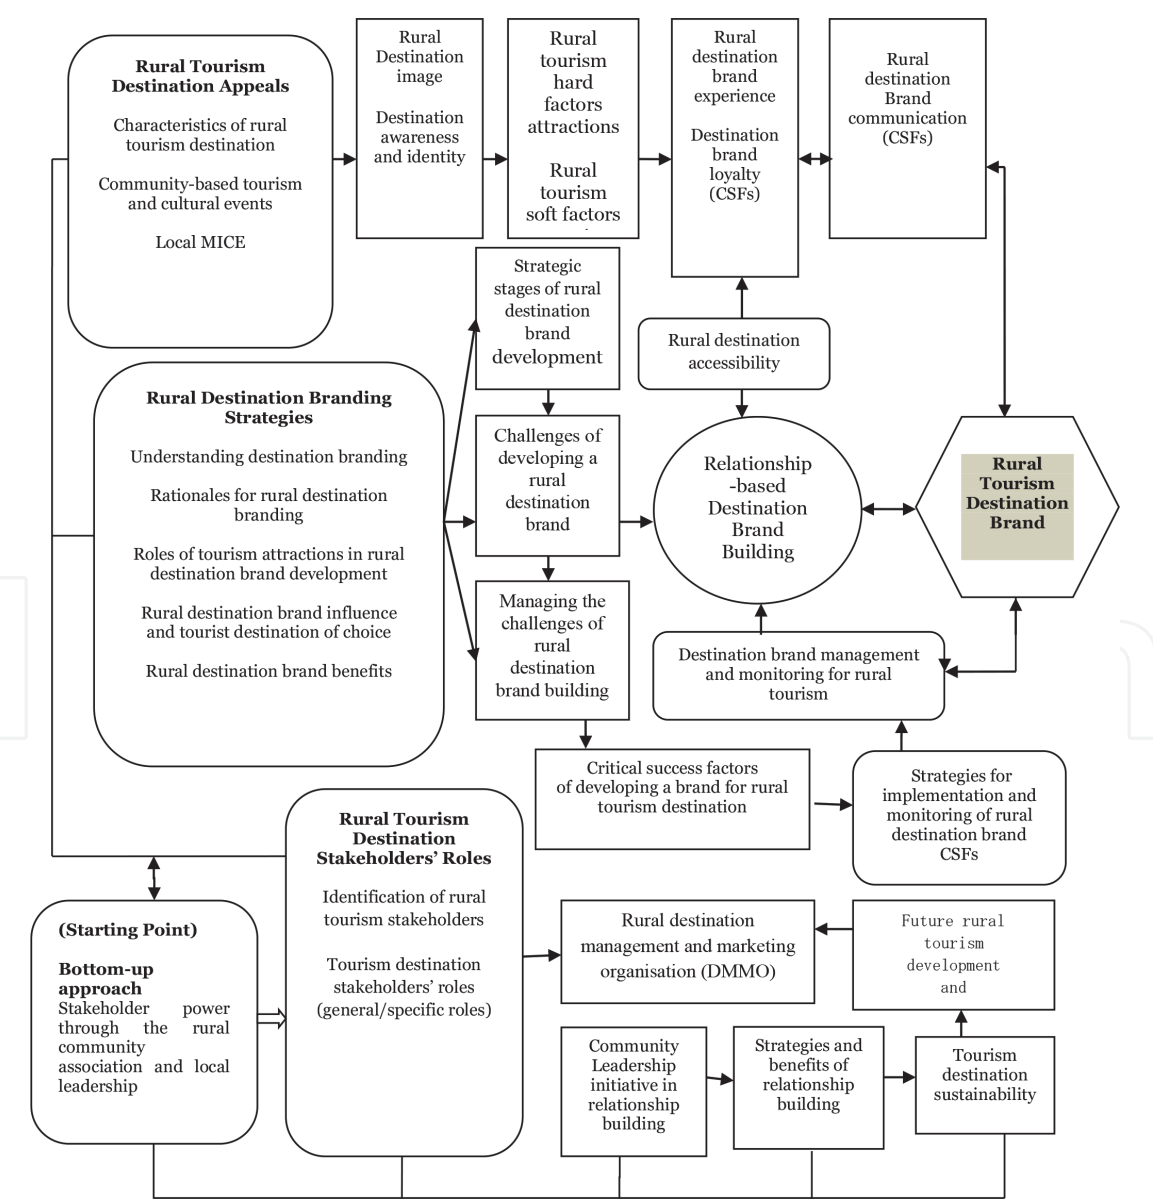 Rural Tourism
Destination Appeals
Characteristics of rural
tourism destination
Community-based tourism
and cultural events
Local MICE
Rural
Destination
image
Destination
awareness
and identity
Rural
tourism
hard
factors
attractions
Rural
tourism
soft factors
Rural
destination
brand
experience
Destination
brand
loyalty
(CSFs)
Rural
destination
Brand
communication
(CSFs)
Strategic
stages of rural
destination
brand
development
Rural destination
accessibility
Rural Destination Branding
Strategies
Understanding destination branding
Rationales for rural destination
branding
Roles of tourism attractions in rural
destination brand development
Rural destination brand influence
and tourist destination of choice
Rural destination brand benefits
Challenges of
developing a
rural
destination
brand
Relationship
-based
Destination
Brand
Building
Rural
Tourism
Destination
Brand
Managing the
challenges of
rural
destination
brand building
Destination brand management
and monitoring for rural
tourism
Critical success factors
of developing a brand for rural
tourism destination
Strategies for
implementation and
monitoring of rural
destination brand
CSFs
Rural Tourism
Destination
Stakeholders’ Roles
Identification of rural
tourism stakeholders
Tourism destination
stakeholders’ roles
(general/specific roles)
(Starting Point)
Bottom-up
approach
Stakeholder power
through the rural
community
association and local
leadership
Rural destination
management and marketing
organisation (DMMO)
Future rural
tourism
development
and
Community
Leadership
initiative in
relationship
building
Strategies and
benefits of
relationship
building
Tourism
destination
sustainability